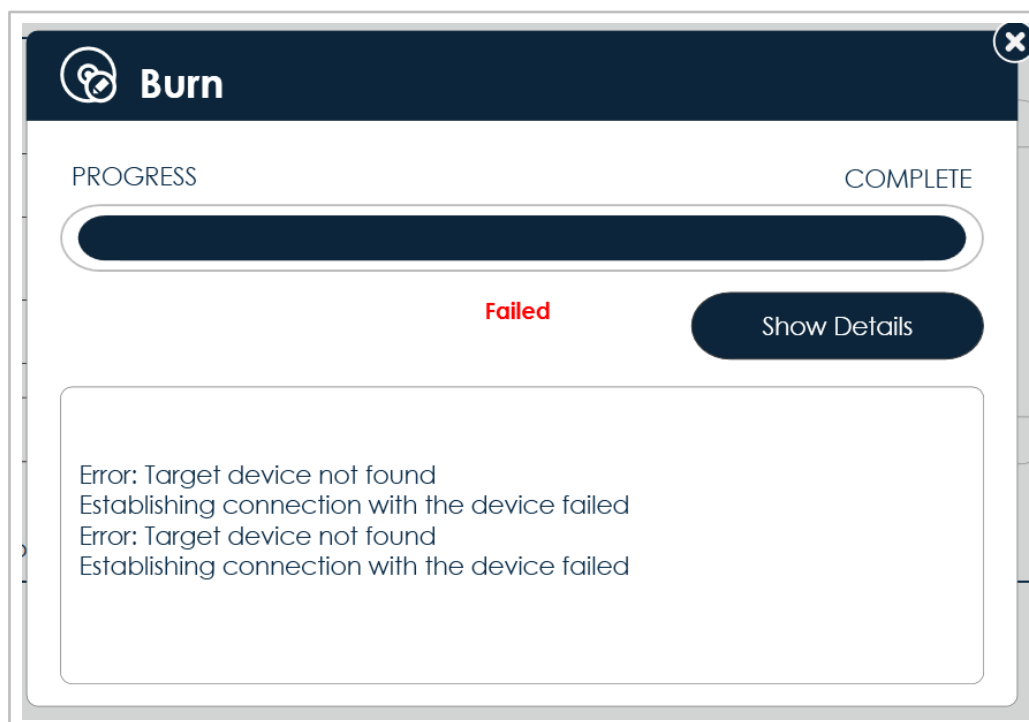 Burn
PROGRESS
COMPLETE
Failed
Show Details
Error: Target device not found
Establishing connection with the device failed
Error: Target device not found
Establishing connection with the device failed